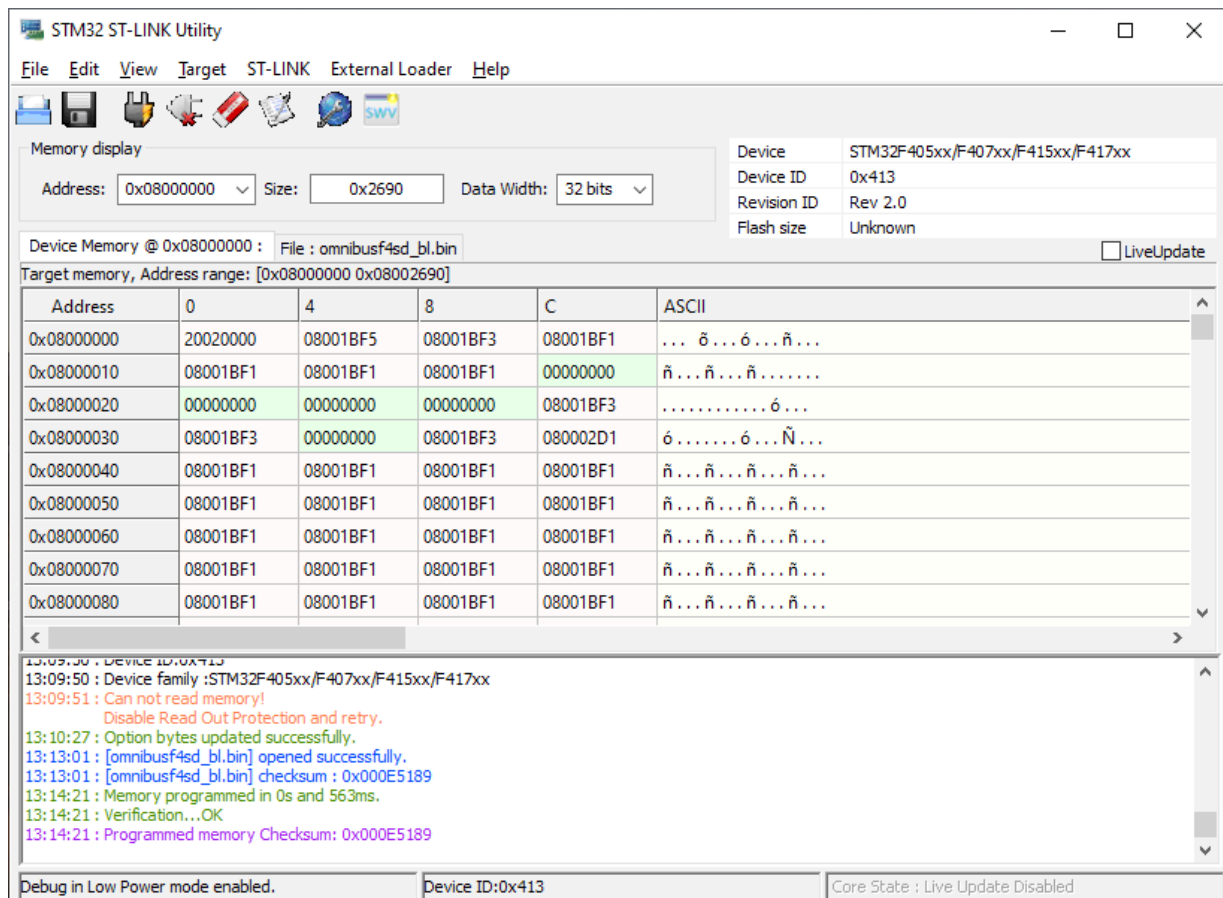 STM32 ST-LINK Utility
File Edit View Target ST-LINK External Loader Help
SWV
Memory display
Address: 0x08000000 Size: 0x2690 Data Width: 32 bits
Device STM32F405xx/F407xx/F415xx/F417xx
Device ID 0x413
Revision ID Rev 2.0
Flash size Unknown
Device Memory @ 0x08000000 : File : omnibusf4sd_bl.bin LiveUpdate
Target memory, Address range: [0x08000000 0x08002690]
Address 0 4 8 C ASCII
0x08000000 20020000 08001BF5 08001BF3 08001BF1 ... õ...ó...ñ...
0x08000010 08001BF1 08001BF1 08001BF1 00000000 ñ...ñ...ñ.......
0x08000020 00000000 00000000 00000000 08001BF3 ............ó...
0x08000030 08001BF3 00000000 08001BF3 080002D1 ó.......ó...Ñ...
0x08000040 08001BF1 08001BF1 08001BF1 08001BF1 ñ...ñ...ñ...ñ...
0x08000050 08001BF1 08001BF1 08001BF1 08001BF1 ñ...ñ...ñ...ñ...
0x08000060 08001BF1 08001BF1 08001BF1 08001BF1 ñ...ñ...ñ...ñ...
0x08000070 08001BF1 08001BF1 08001BF1 08001BF1 ñ...ñ...ñ...ñ...
0x08000080 08001BF1 08001BF1 08001BF1 08001BF1 ñ...ñ...ñ...ñ...
13:09:50 : Device ID:0x413
13:09:50 : Device family :STM32F405xx/F407xx/F415xx/F417xx
13:09:51 : Can not read memory!
Disable Read Out Protection and retry.
13:10:27 : Option bytes updated successfully.
13:13:01 : [omnibusf4sd_bl.bin] opened successfully.
13:13:01 : [omnibusf4sd_bl.bin] checksum : 0x000E5189
13:14:21 : Memory programmed in 0s and 563ms.
13:14:21 : Verification...OK
13:14:21 : Programmed memory Checksum: 0x000E5189
Debug in Low Power mode enabled. Device ID:0x413 Core State : Live Update Disabled